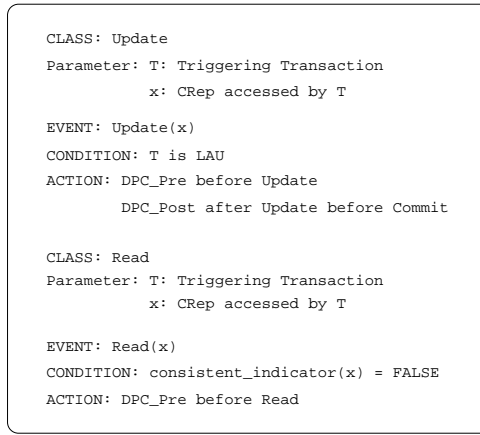 CLASS: Update
Parameter: T: Triggering Transaction
x: CRep accessed by T
EVENT: Update(x)
CONDITION: T is LAU
ACTION: DPC_Pre before Update
DPC_Post after Update before Commit
CLASS: Read
Parameter: T: Triggering Transaction
x: CRep accessed by T
EVENT: Read(x)
CONDITION: consistent_indicator(x) = FALSE
ACTION: DPC_Pre before Read